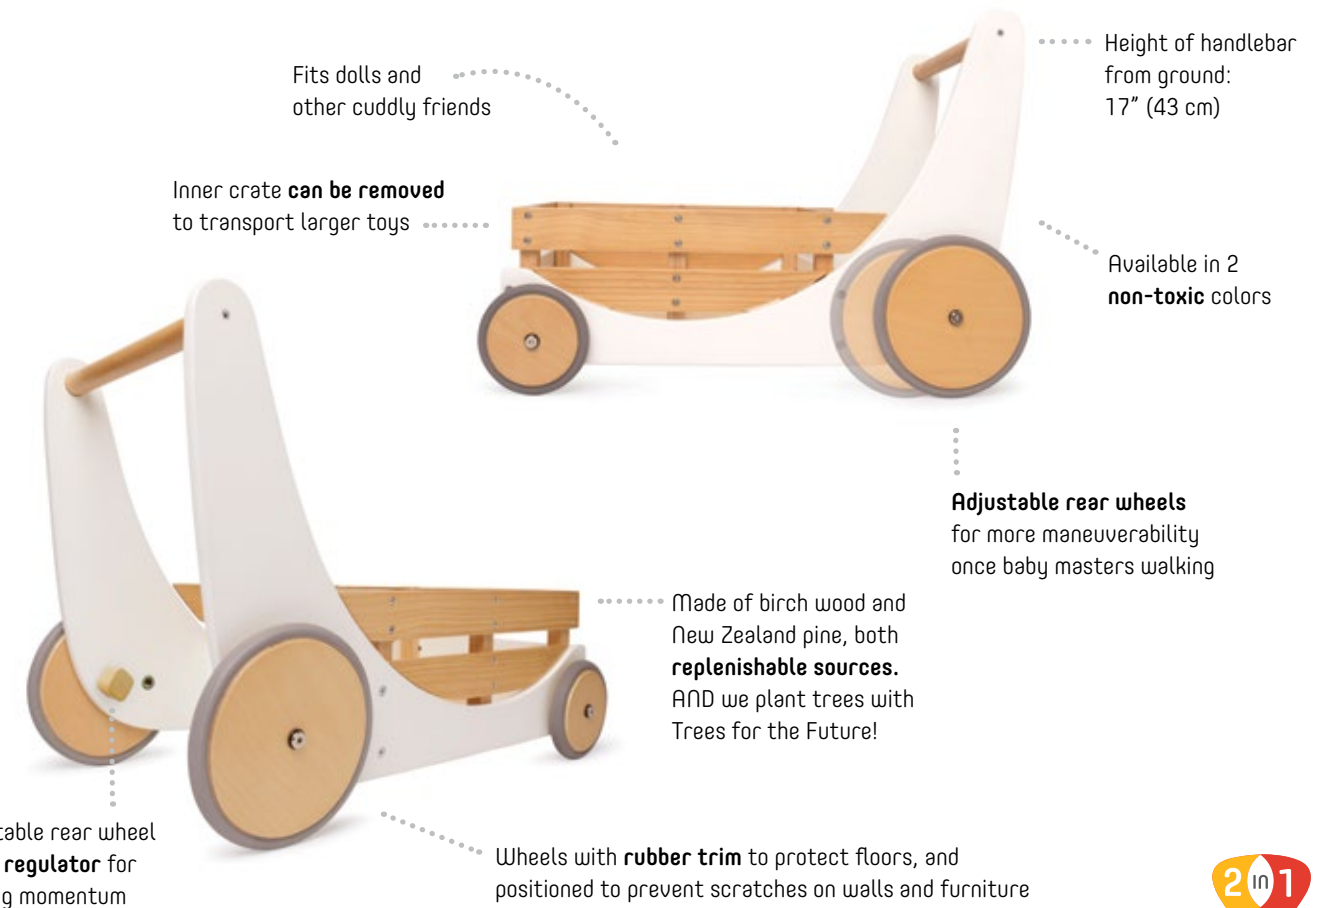 Height of handlebar
from ground:
17" (43 cm)
Fits dolls and
other cuddly friends
Inner crate can be removed
to transport larger toys
Available in 2
non-toxic colors
Adjustable rear wheels
for more maneuverability
once baby masters walking
Made of birch wood and
New Zealand pine, both
replenishable sources.
AND we plant trees with
Trees for the Future!
rear wheel
regulator for
momentum
Wheels with rubber trim to protect floors, and
positioned to prevent scratches on walls and furniture
2 in 1